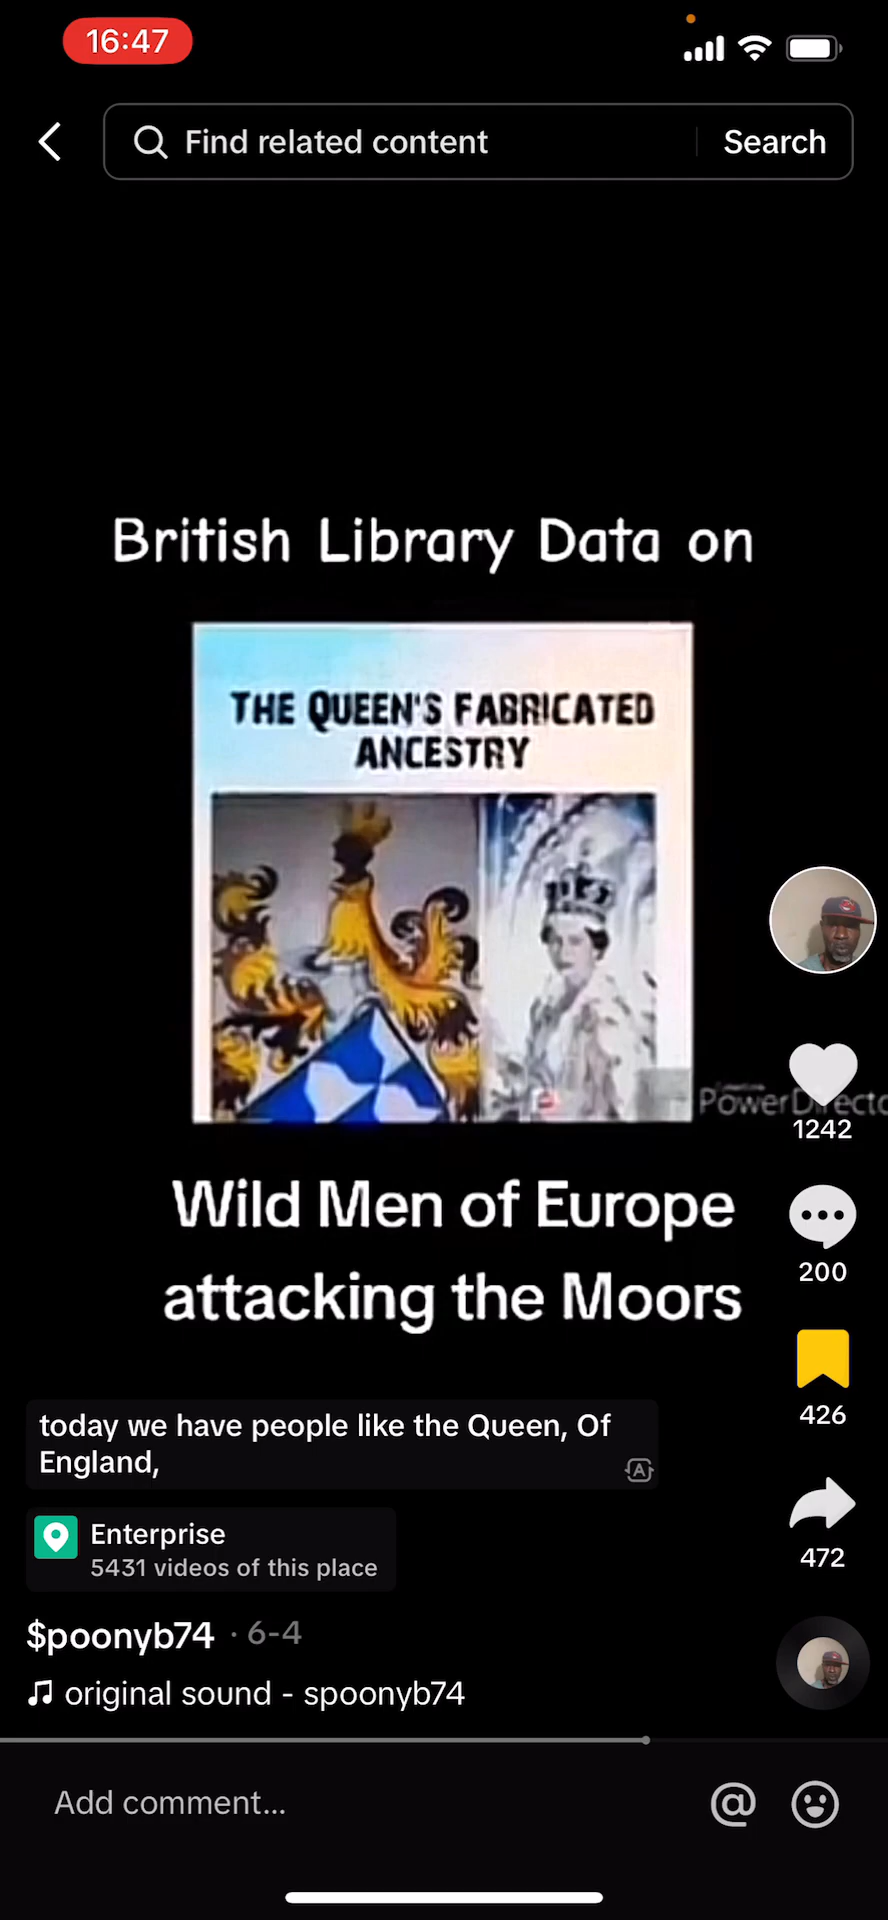 16:47
Find related content
Search
British Library Data on
THE QUEEN'S FABRICATED
ANCESTRY
PowerDirecto
Wild Men of Europe
attacking the Moors
1242
200
426
472
today we have people like the Queen, Of
England,
Enterprise
5431 videos of this place
$poonyb74 · 6-4
original sound - spoonyb74
Add comment...